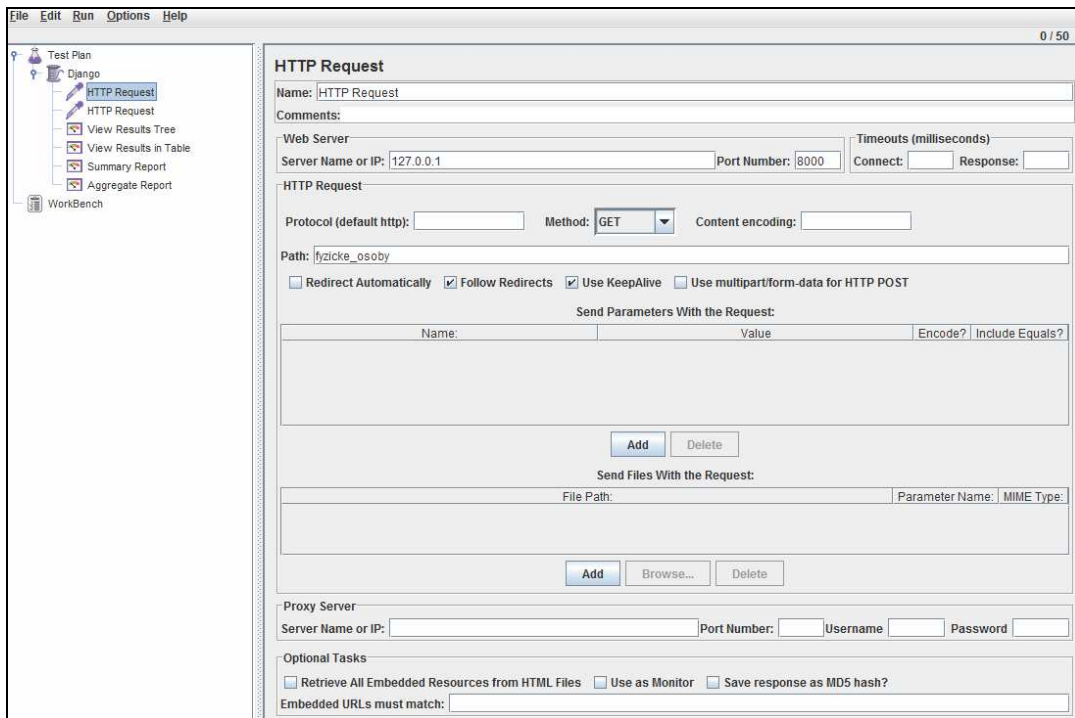 File Edit Run Options Help
0 / 50
Test Plan
Django
HTTP Request
HTTP Request
View Results Tree
View Results in Table
Summary Report
Aggregate Report
WorkBench
HTTP Request
Name: HTTP Request
Comments:
Web Server
Server Name or IP: 127.0.0.1 Port Number: 8000
Timeouts (milliseconds)
Connect: Response:
HTTP Request
Protocol (default http): Method: GET Content encoding:
Path: fyzicke_osoby
Redirect Automatically Follow Redirects Use KeepAlive Use multipart/form-data for HTTP POST
Send Parameters With the Request:
Name: Value Encode? Include Equals?
Add Delete
Send Files With the Request:
File Path: Parameter Name: MIME Type:
Add Browse... Delete
Proxy Server
Server Name or IP: Port Number: Username Password
Optional Tasks
Retrieve All Embedded Resources from HTML Files Use as Monitor Save response as MD5 hash?
Embedded URLs must match: